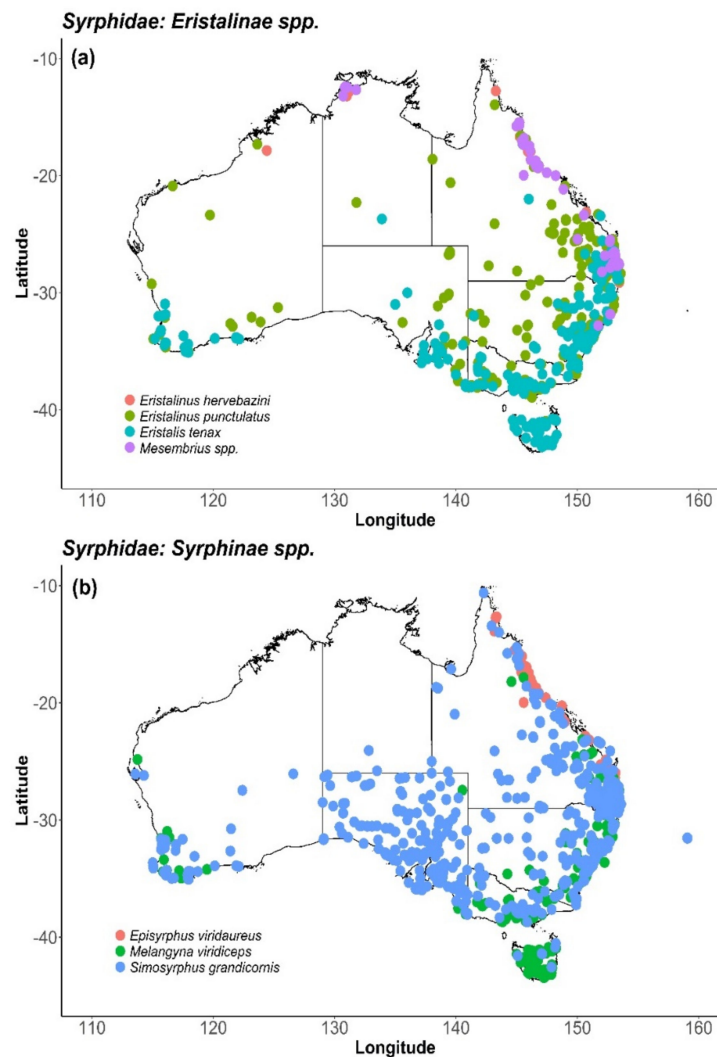 Syrphidae: Eristalinae spp.
(a)
-10
-20
-30
-40
Latitude
Eristalinus hervebazini
Eristalinus punctulatus
Eristalis tenax
Mesembrius spp.
110 120 130 140 150 160
Longitude
Syrphidae: Syrphinae spp.
(b)
-10
-20
-30
-40
Latitude
Episyrphus viridaureus
Melangyna viridiceps
Simosyrphus grandicornis
110 120 130 140 150 160
Longitude